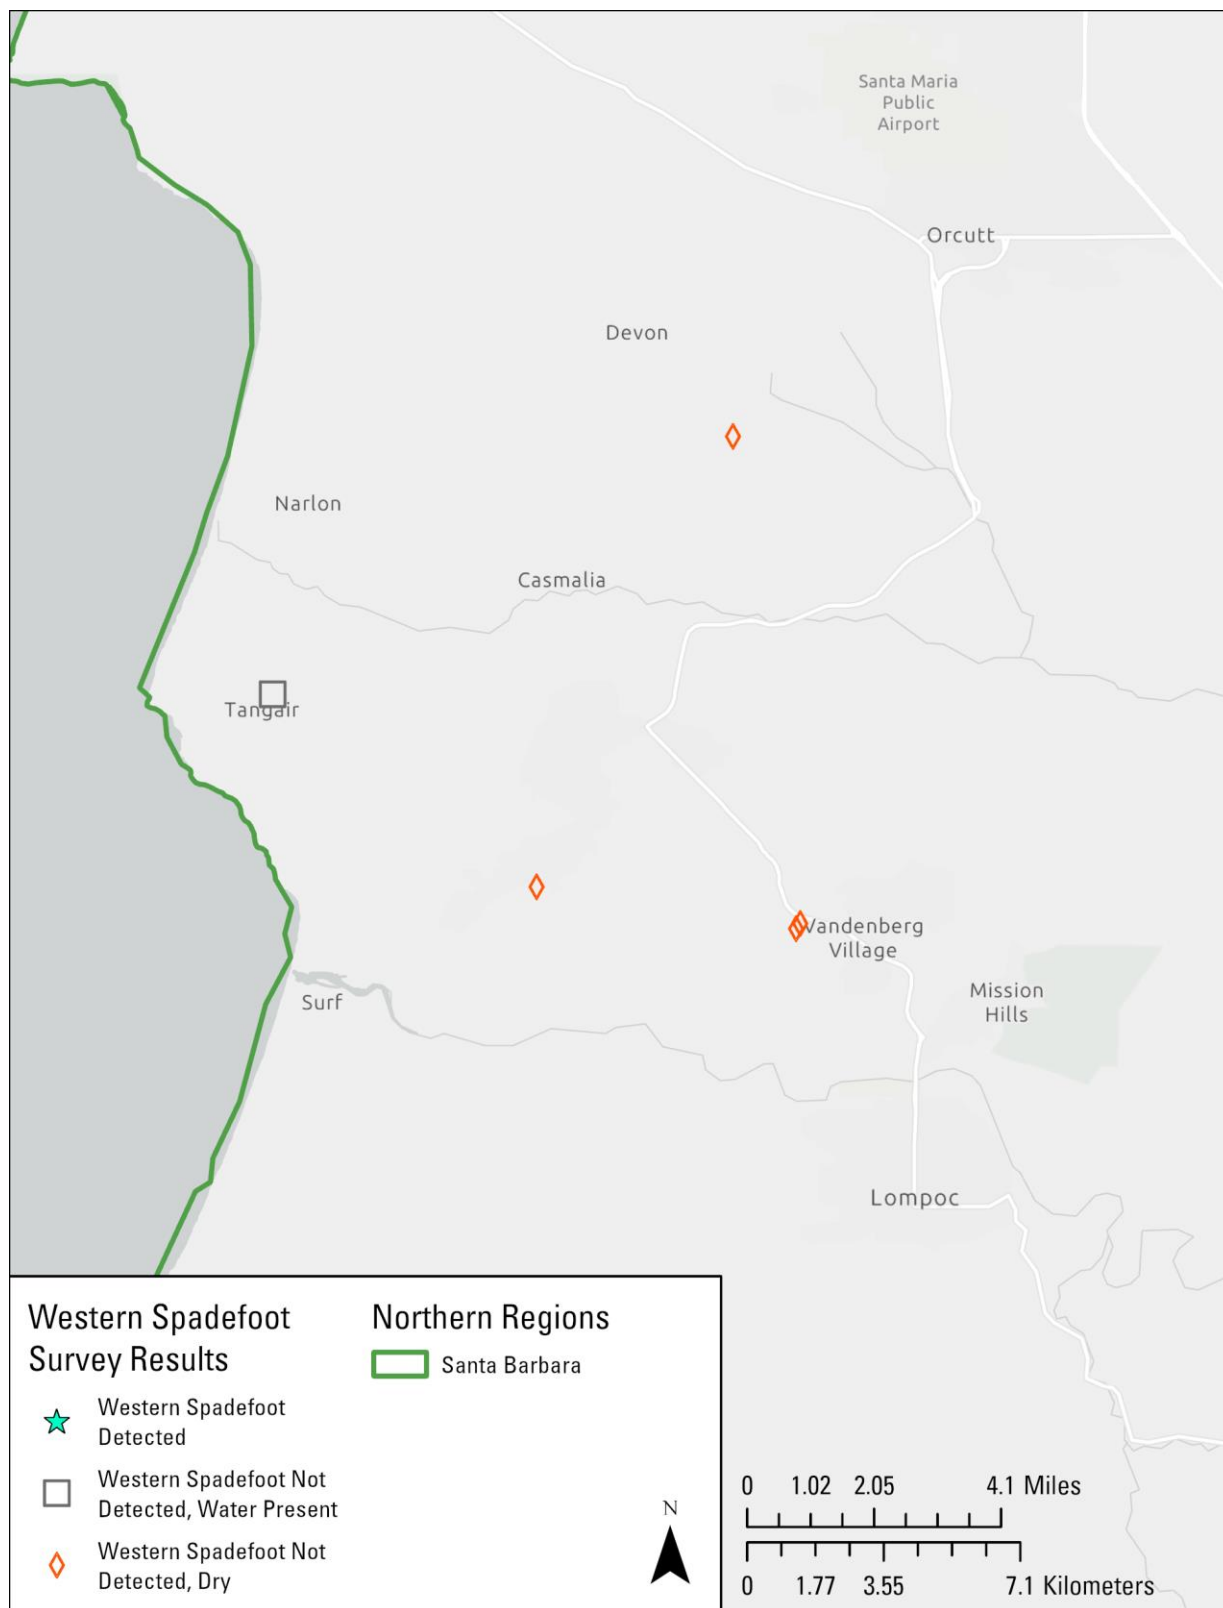 Santa Maria
Public
Airport
Orcutt
Devon
Narlon
Casmalia
Tangair
Vandenberg
Village
Mission
Hills
Surf
Lompoc
Western Spadefoot
Survey Results
Western Spadefoot
Detected
Western Spadefoot Not
Detected, Water Present
Western Spadefoot Not
Detected, Dry
Northern Regions
Santa Barbara
N
0 1.02 2.05 4.1 Miles
0 1.77 3.55 7.1 Kilometers